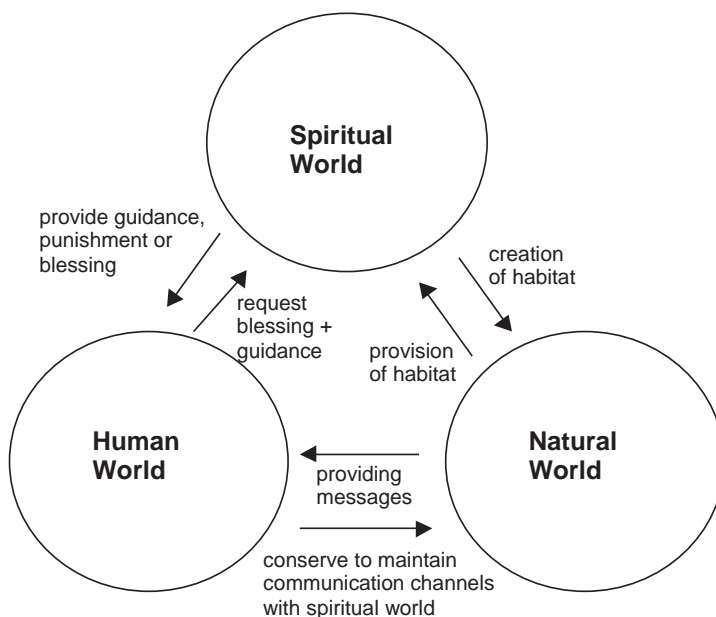 Spiritual
World
provide guidance,
punishment or
blessing
creation
of habitat
request
blessing +
guidance
provision
of habitat
Human
World
Natural
World
providing
messages
conserve to maintain
communication channels
with spiritual world